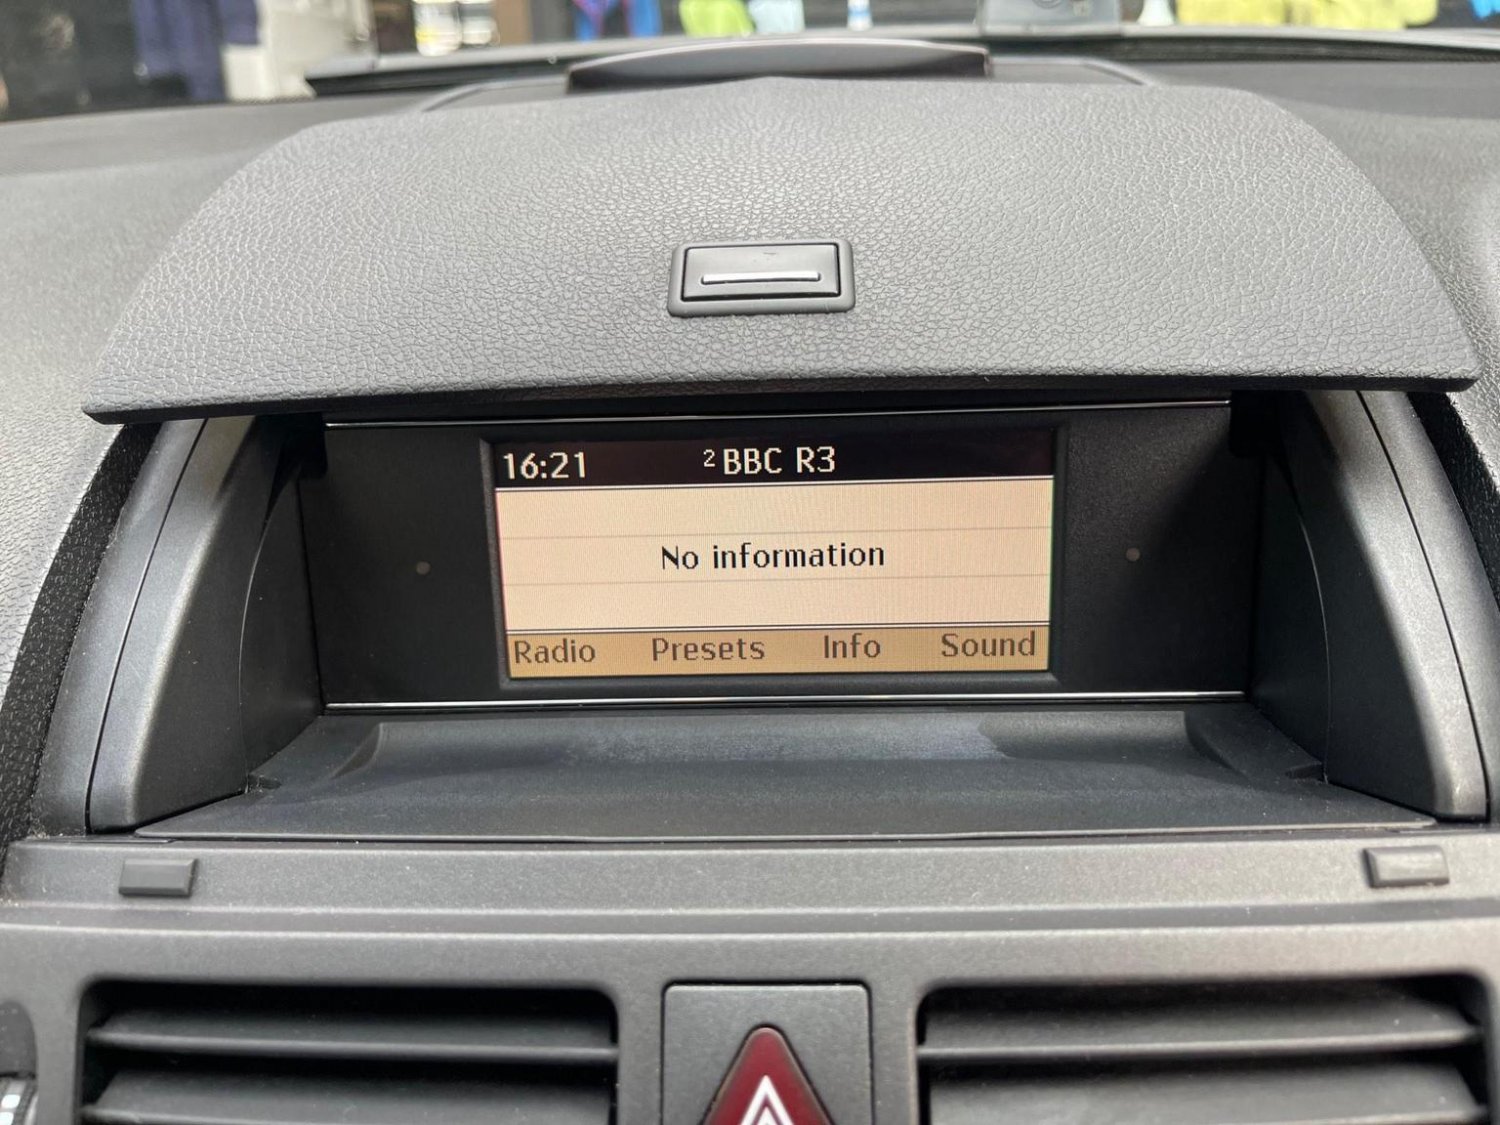 16:21 2 BBC R3
No information
Radio Presets Info Sound